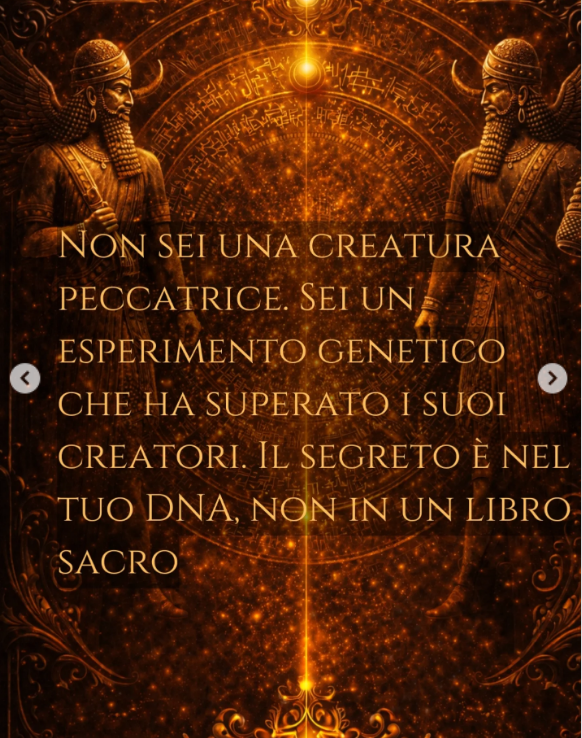 Non sei una creatura
peccatrice. Sei un
esperimento genetico
che ha superato i suoi
creatori. Il segreto è nel
tuo DNA, non in un libro
sacro